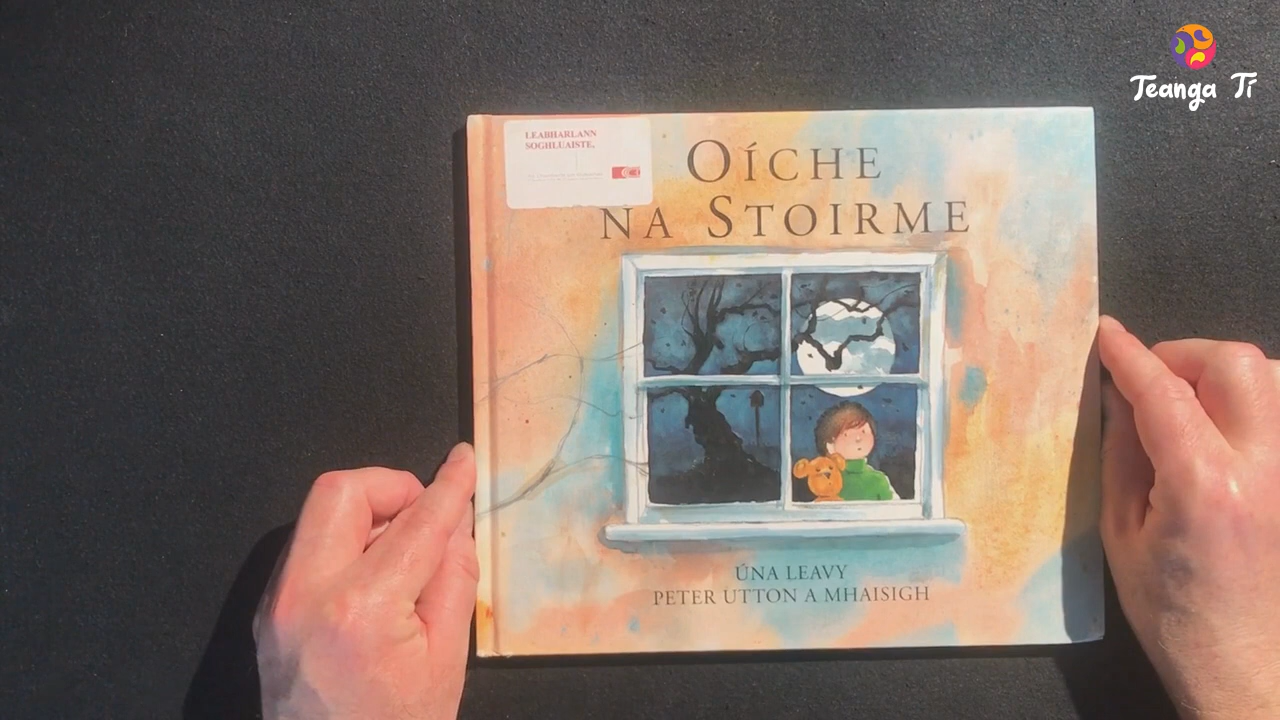 Teanga Tí
LEABHARLANN
SOGHLUAISTE,
OÍCHE
NA STOIRME
ÚNA LEAVY
PETER UTTON A MHAISIGH